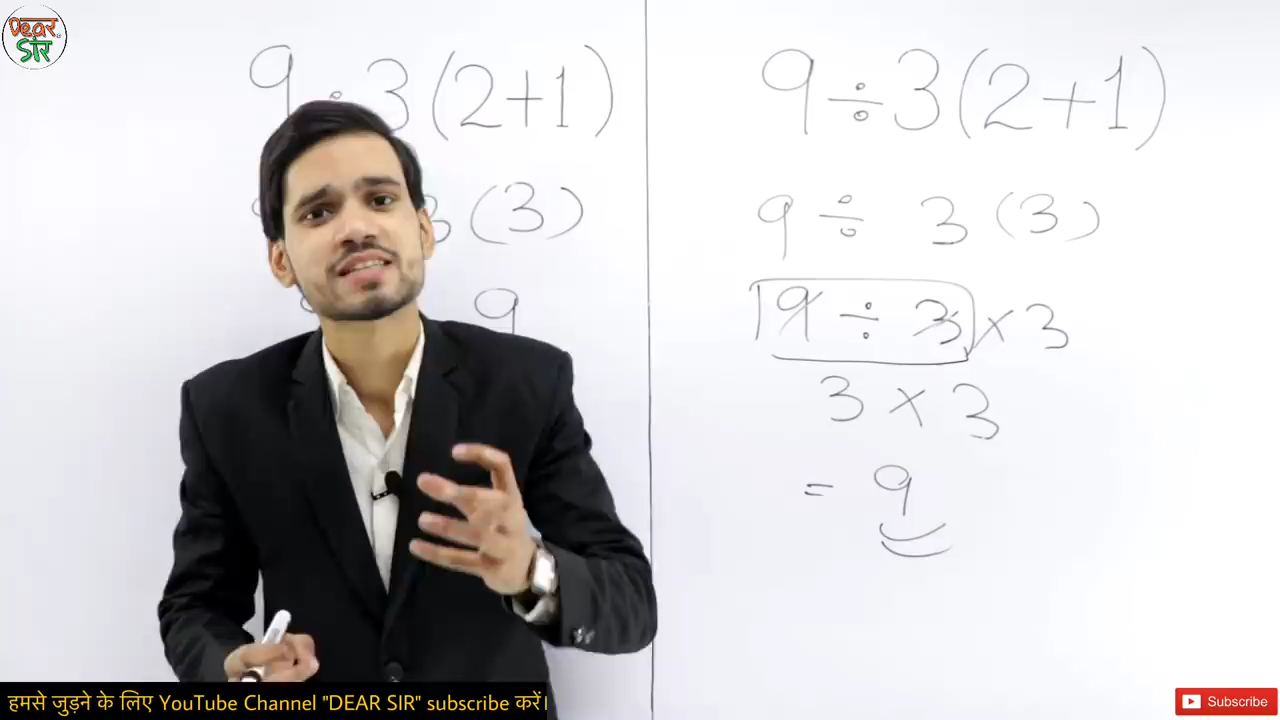 Dear Sir
9 ÷ 3 (2+1)
3 (3)
9
9 ÷ 3 (2+1)
9 ÷ 3 (3)
9 ÷ 3 × 3
3 × 3
= 9
हमसे जुड़ने के लिए YouTube Channel "DEAR SIR" subscribe करें।
Subscribe